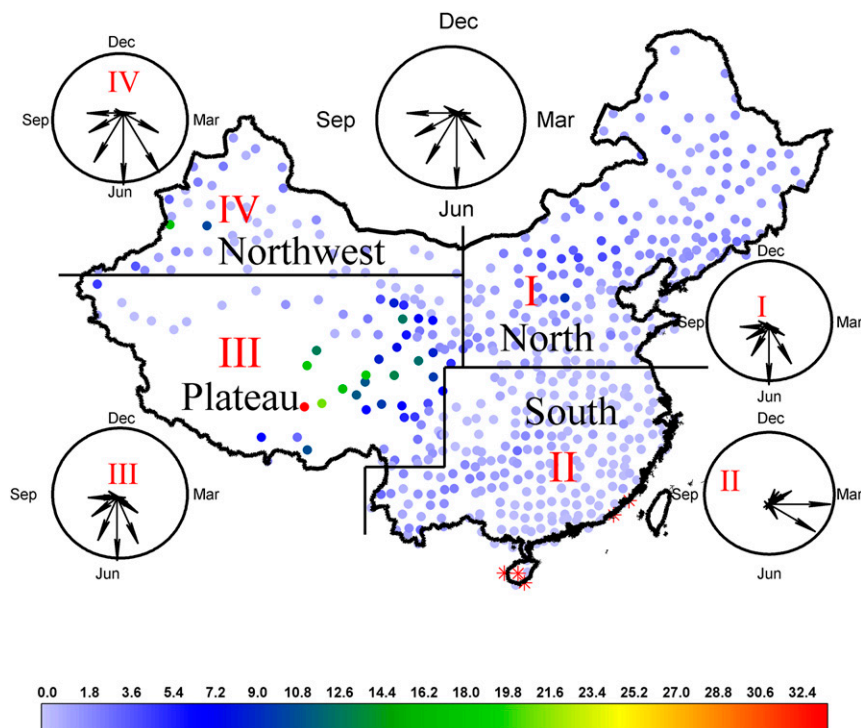 Dec
Sep
Mar
Jun
Dec
IV
Sep
Mar
Jun
IV
Northwest
I
North
Dec
I
Sep
Mar
Jun
III
Plateau
South
II
Dec
III
Sep
Mar
Jun
Dec
II
Sep
Mar
Jun
0.0 1.8 3.6 5.4 7.2 9.0 10.8 12.6 14.4 16.2 18.0 19.8 21.6 23.4 25.2 27.0 28.8 30.6 32.4